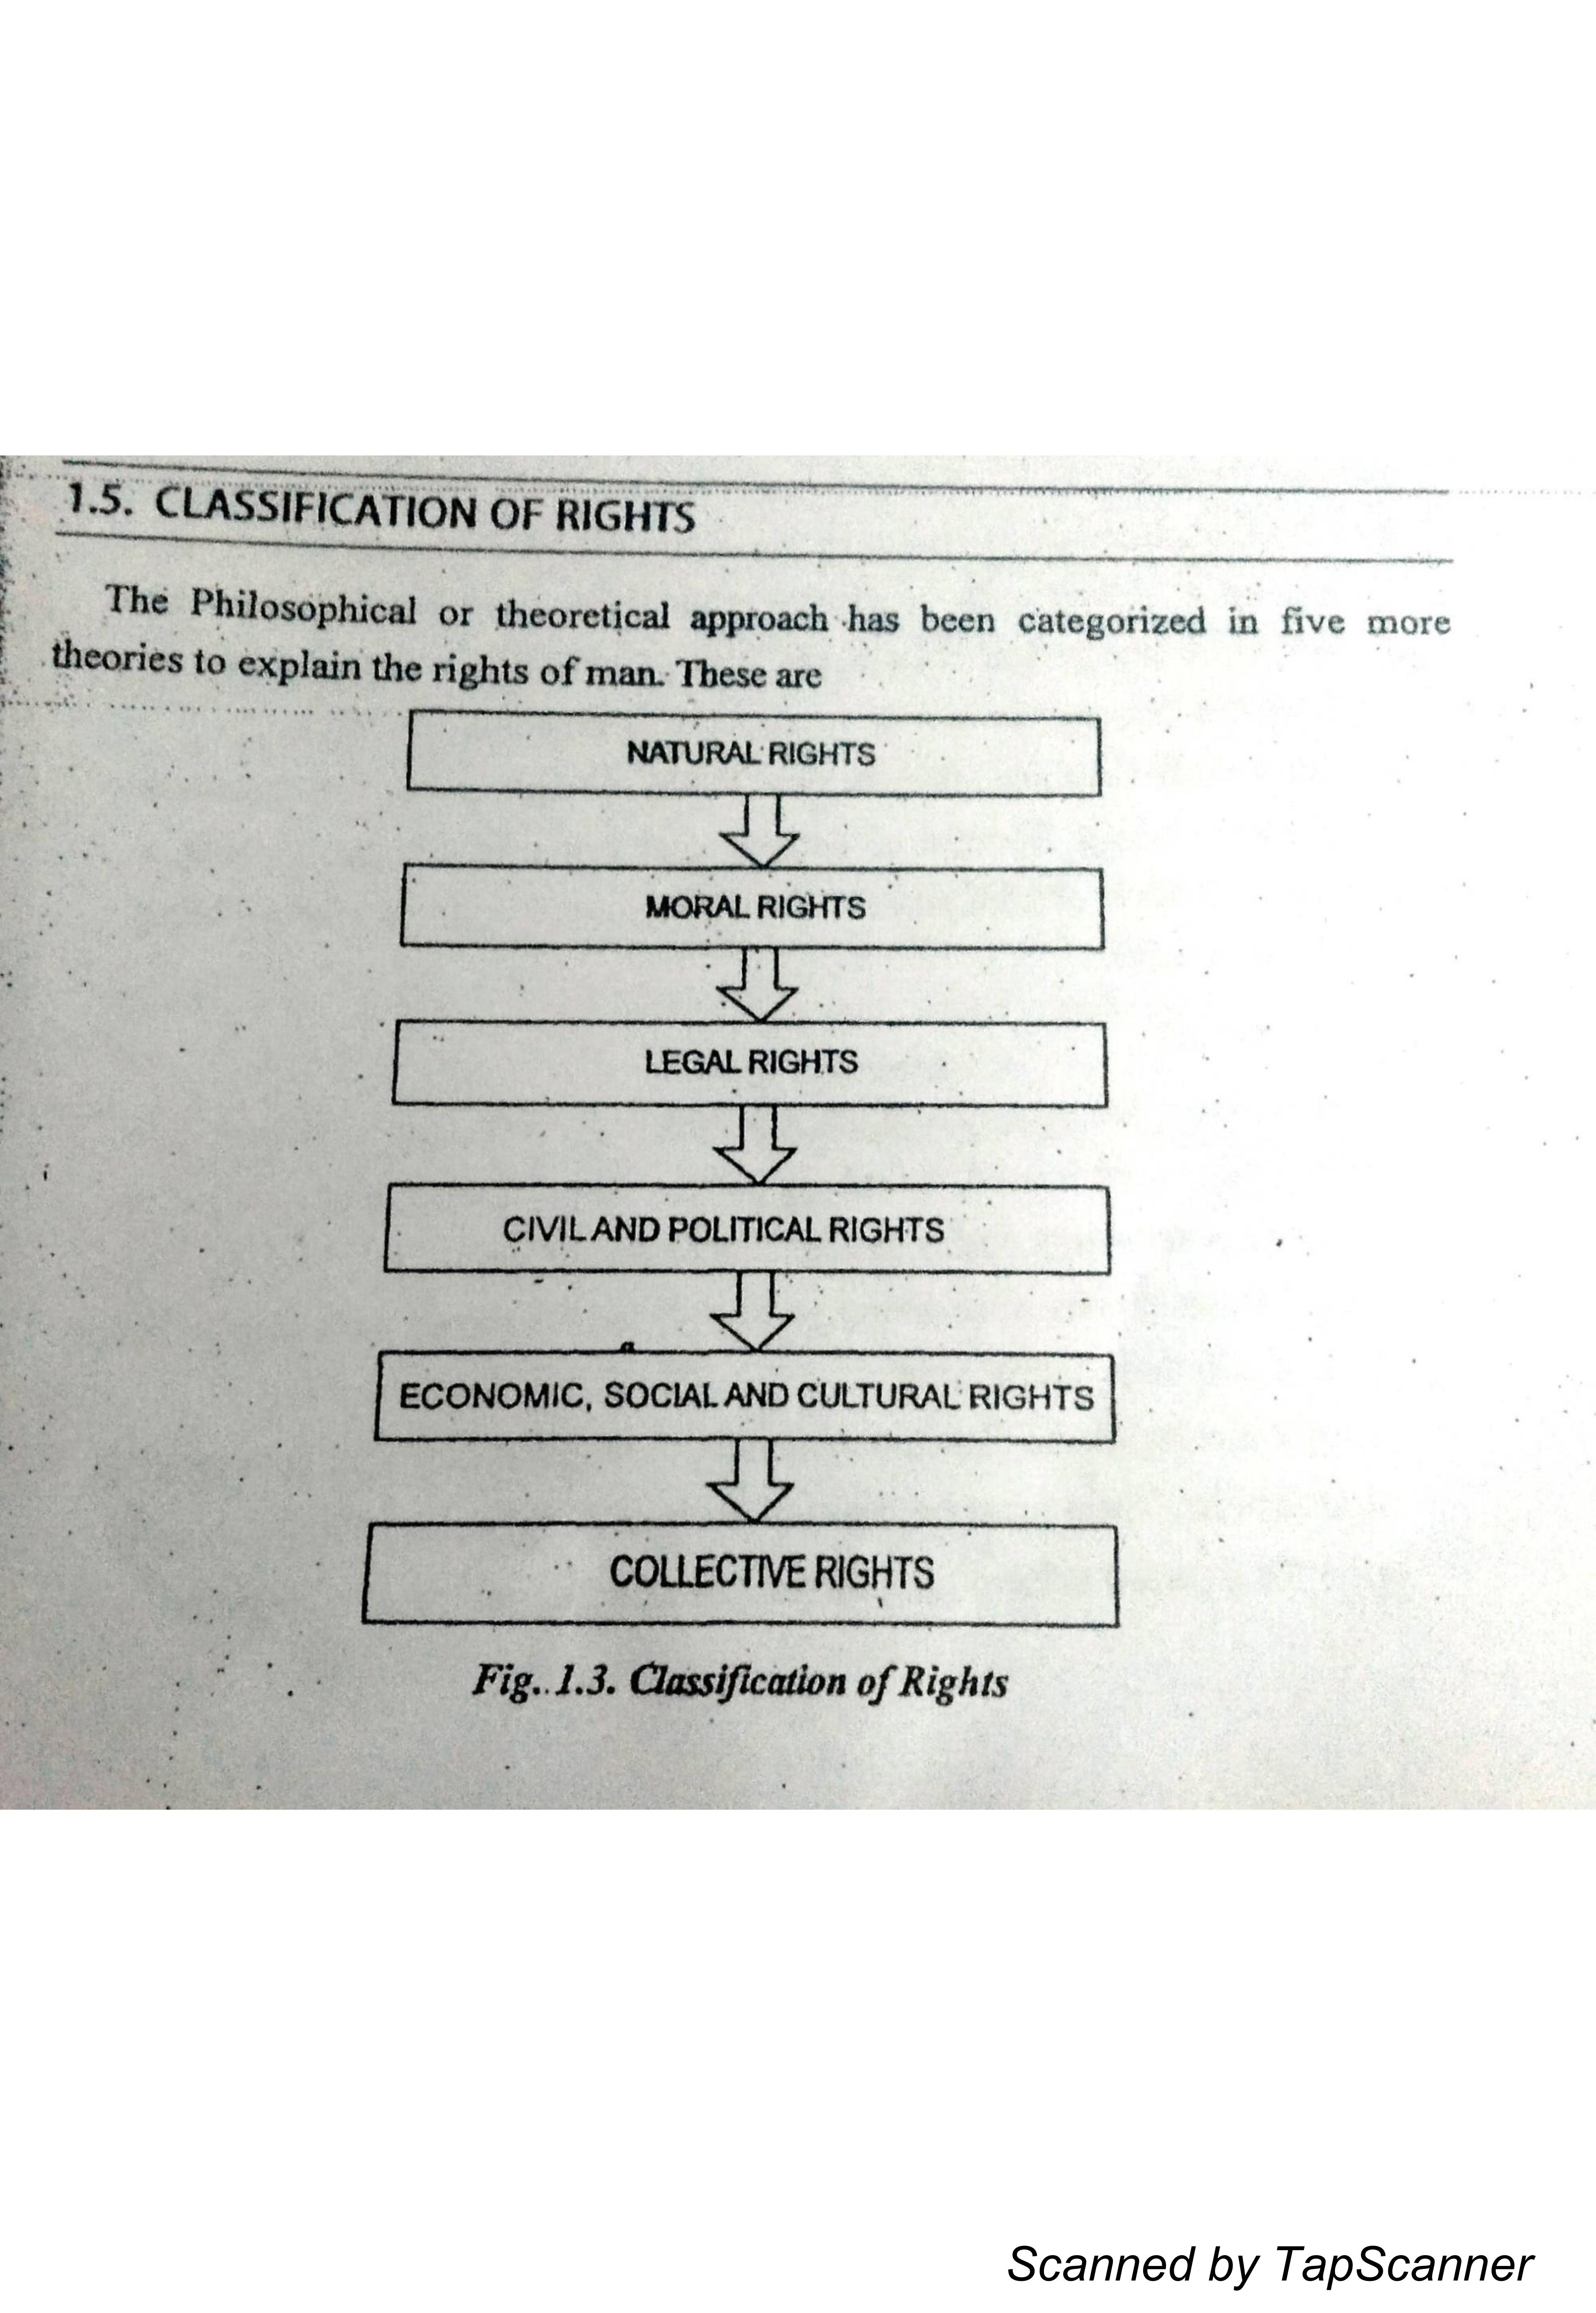 1.5. CLASSIFICATION OF RIGHTS
The Philosophical or theoretical approach has been categorized in five more
theories to explain the rights of man. These are
NATURAL RIGHTS
MORAL RIGHTS
LEGAL RIGHTS
CIVIL AND POLITICAL RIGHTS
ECONOMIC, SOCIAL AND CULTURAL RIGHTS
COLLECTIVE RIGHTS
Fig. 1.3. Classification of Rights
Scanned by TapScanner